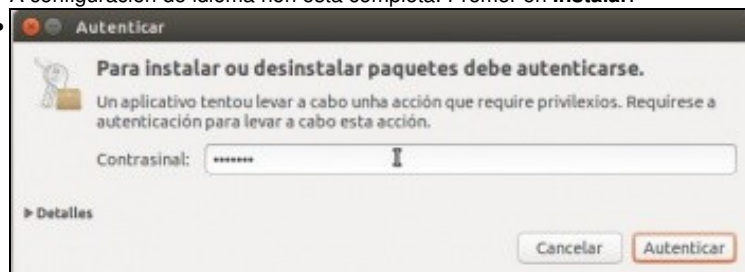 A configuración de idioma non está completa. Premer en Instalar.
Autenticar
Para instalar ou desinstalar paquetes debe autenticarse.
Un aplicativo tentou levar a cabo unha acción que require privilexios. Requírese a
autenticación para levar a cabo esta acción.
Contrasinal: •••••••
Detalles
Cancelar Autenticar